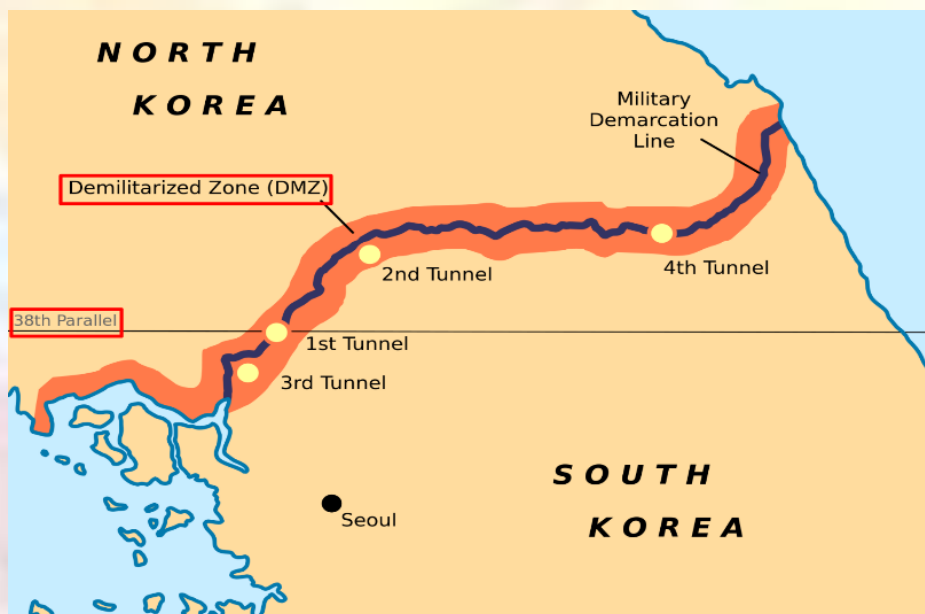 NORTH
KOREA
Military
Demarcation
Line
Demilitarized Zone (DMZ)
2nd Tunnel
4th Tunnel
38th Parallel
1st Tunnel
3rd Tunnel
SOUTH
KOREA
Seoul